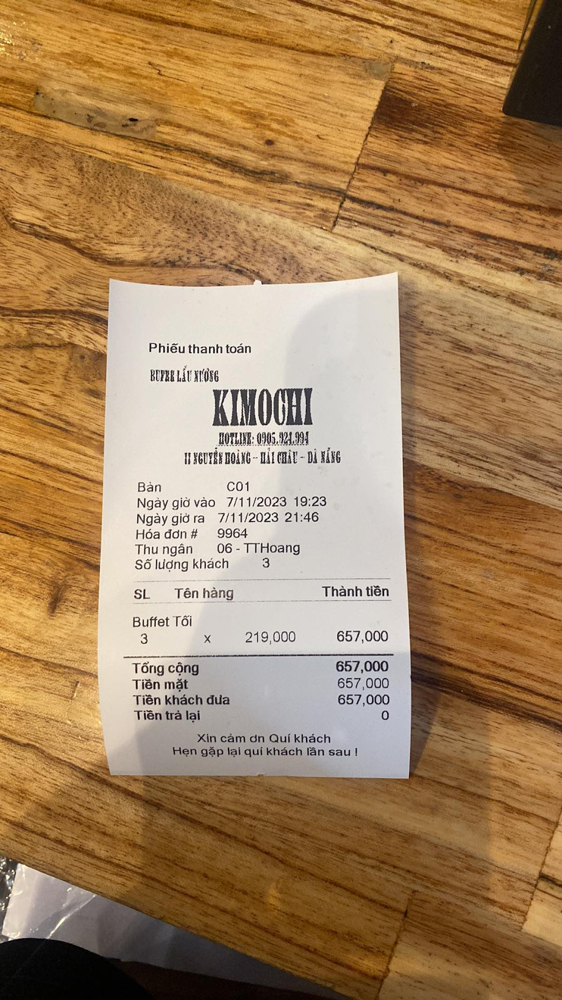 Phiếu thanh toán
BUFEE LẨU NƯỚNG
KIMOCHI
HOTLINE: 0905.924.994
11 NGUYỄN HOÀNG - HẢI CHÂU - ĐÀ NẴNG
Bàn C01
Ngày giờ vào 7/11/2023 19:23
Ngày giờ ra 7/11/2023 21:46
Hóa đơn # 9964
Thu ngân 06 - TTHoang
Số lượng khách 3
SL Tên hàng Thành tiền
Buffet Tối
3 x 219,000 657,000
Tổng cộng 657,000
Tiền mặt 657,000
Tiền khách đưa 657,000
Tiền trả lại 0
Xin cảm ơn Quí khách
Hẹn gặp lại quí khách lần sau !